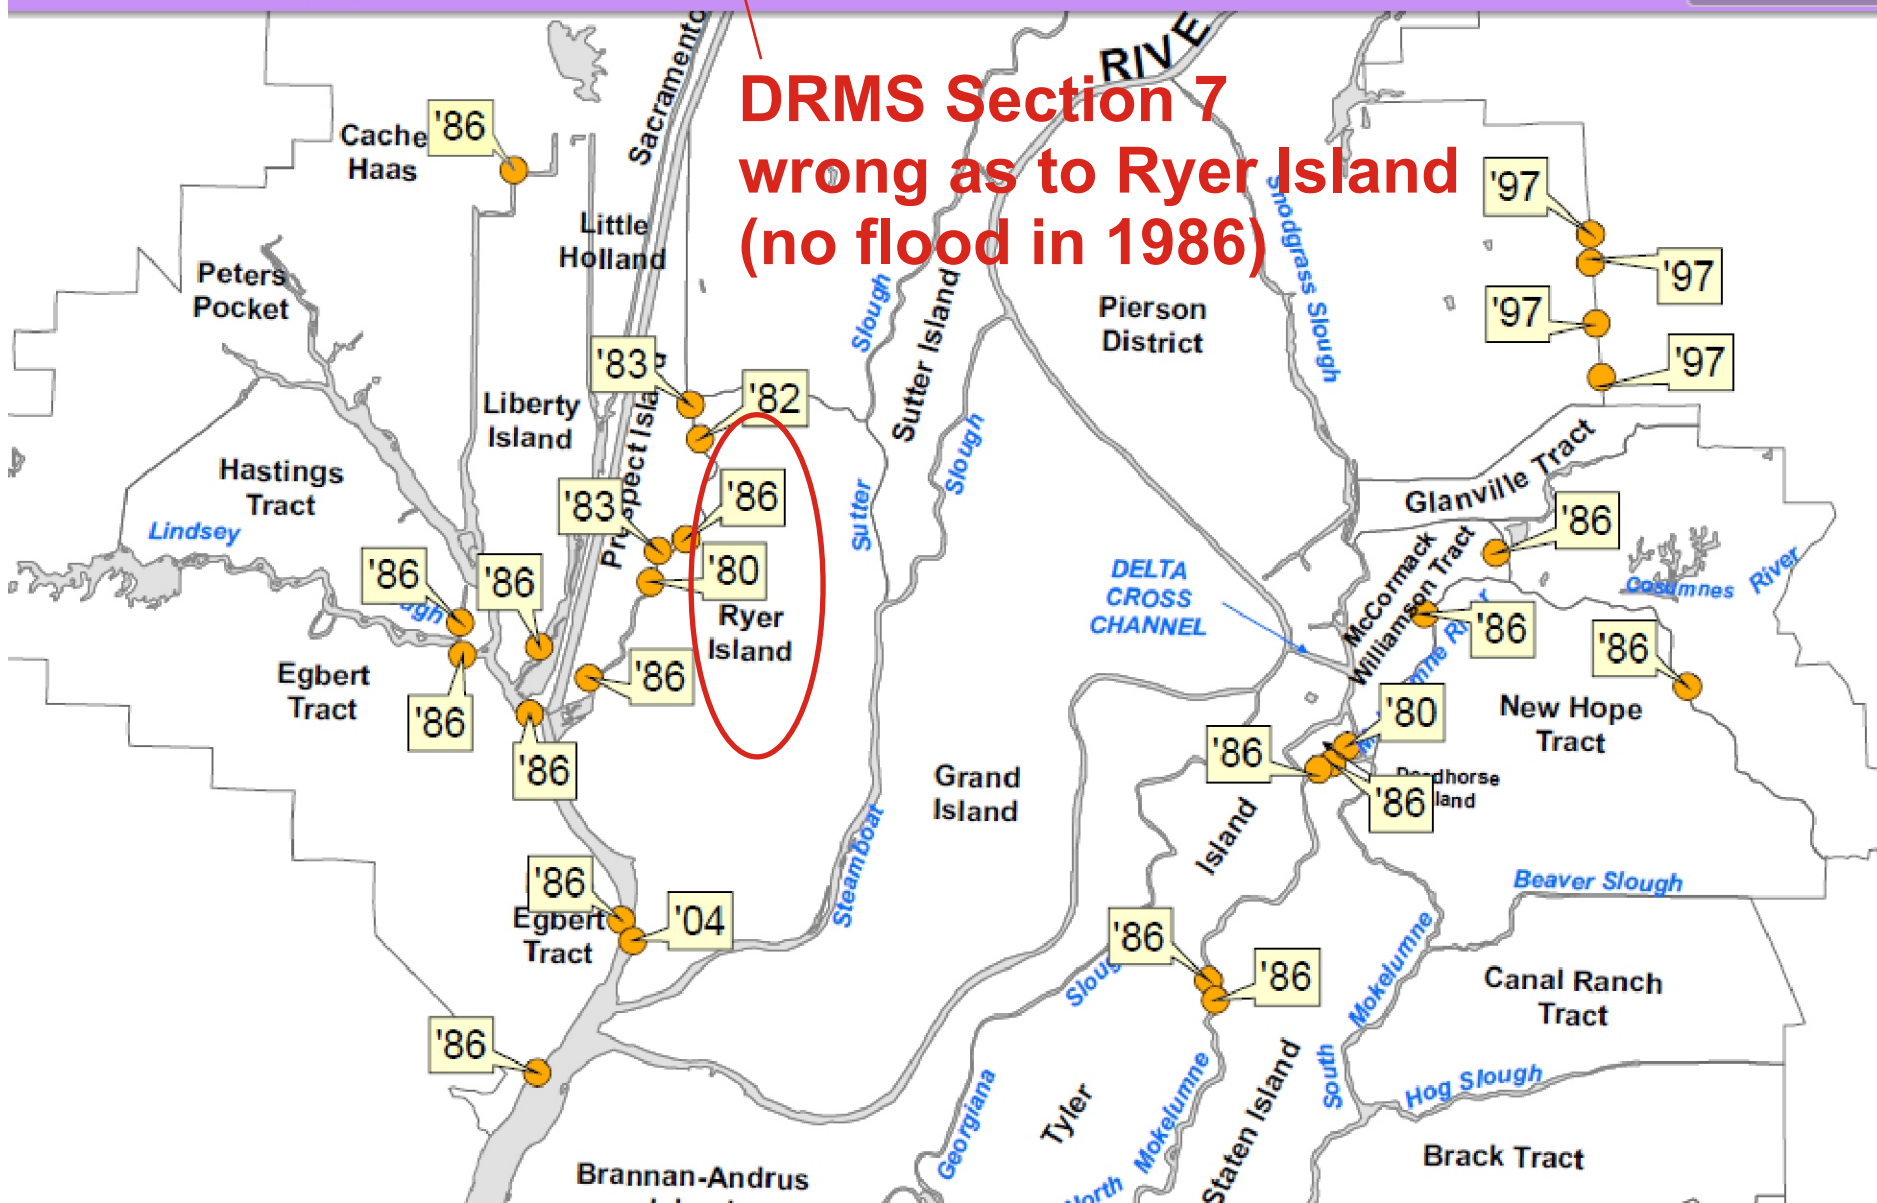 RIVE
Sacramento
DRMS Section 7
wrong as to Ryer Island
(no flood in 1986)
Cache
Haas
'86
Little
Holland
Peters
Pocket
Slough
Sutter Island
Snodgrass Slough
Pierson
District
'97
'97
'97
'97
'83
'82
Prospect Island
Liberty
Island
Hastings
Tract
Lindsey
Slough
Sutter
Slough
'83
'86
'80
Ryer
Island
'86
'86
'86
'86
'86
Egbert
Tract
Glanville Tract
McCormack
Williamson Tract
'86
Cosumnes
River
DELTA
CROSS
CHANNEL
'86
'86
New Hope
Tract
'80
'86
'86
Grand
Island
Island
Steamboat
'86
Egbert
Tract
'04
'86
Beaver Slough
'86
'86
Slough
Mokelumne
South
Canal Ranch
Tract
Hog Slough
Georgiana
Tyler
Mokelumne
North
Staten Island
Brack Tract
Brannan-Andrus